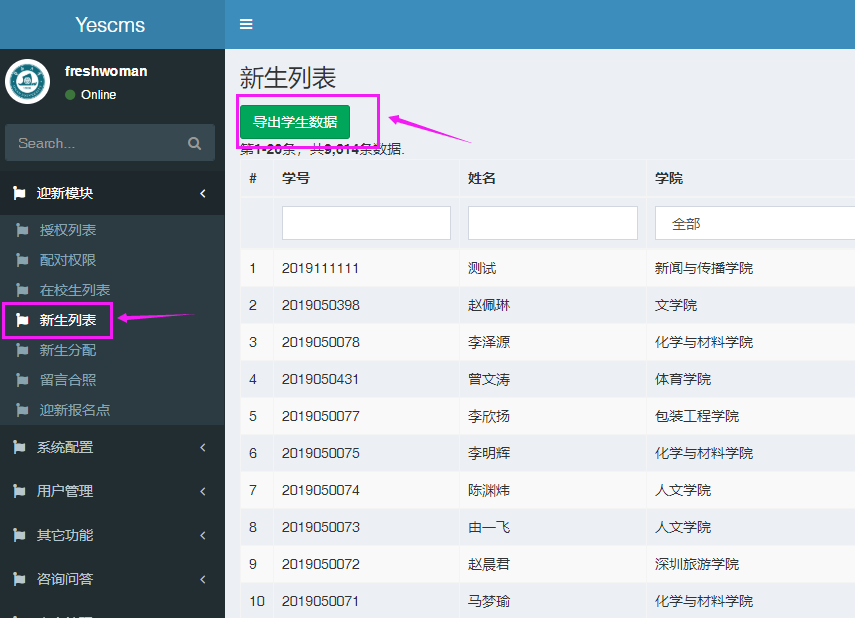 Yescms
freshwoman
Online
Search...
迎新模块
授权列表
配对权限
在校生列表
新生列表
新生分配
留言合照
迎新报名点
系统配置
用户管理
其它功能
咨询问答
新生列表
导出学生数据
第1-20条，共9,614条数据.
# 学号 姓名 学院
全部
1 2019111111 测试 新闻与传播学院
2 2019050398 赵佩琳 文学院
3 2019050078 李泽源 化学与材料学院
4 2019050431 曾文涛 体育学院
5 2019050077 李欣扬 包装工程学院
6 2019050075 李明辉 化学与材料学院
7 2019050074 陈渊炜 人文学院
8 2019050073 由一飞 人文学院
9 2019050072 赵晨君 深圳旅游学院
10 2019050071 马梦瑜 化学与材料学院